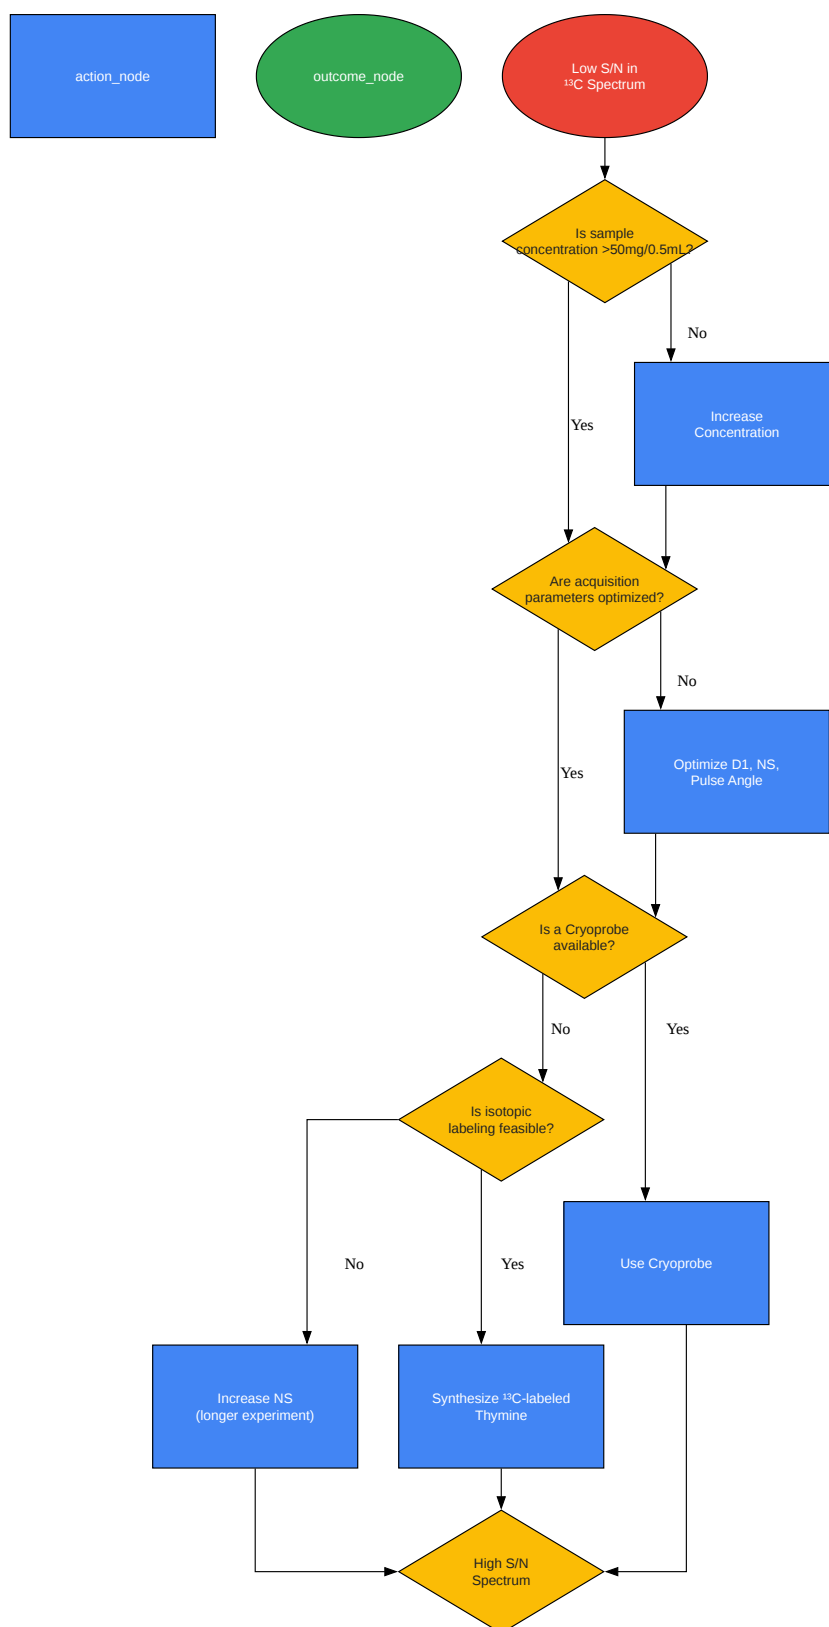 action_node
outcome_node
Low S/N in
¹³C Spectrum
Is sample
concentration >50mg/0.5mL?
No
Yes
Increase
Concentration
Are acquisition
parameters optimized?
No
Yes
Optimize D1, NS,
Pulse Angle
Is a Cryoprobe
available?
No
Yes
Is isotopic
labeling feasible?
No
Yes
Use Cryoprobe
Increase NS
(longer experiment)
Synthesize ¹³C-labeled
Thymine
High S/N
Spectrum